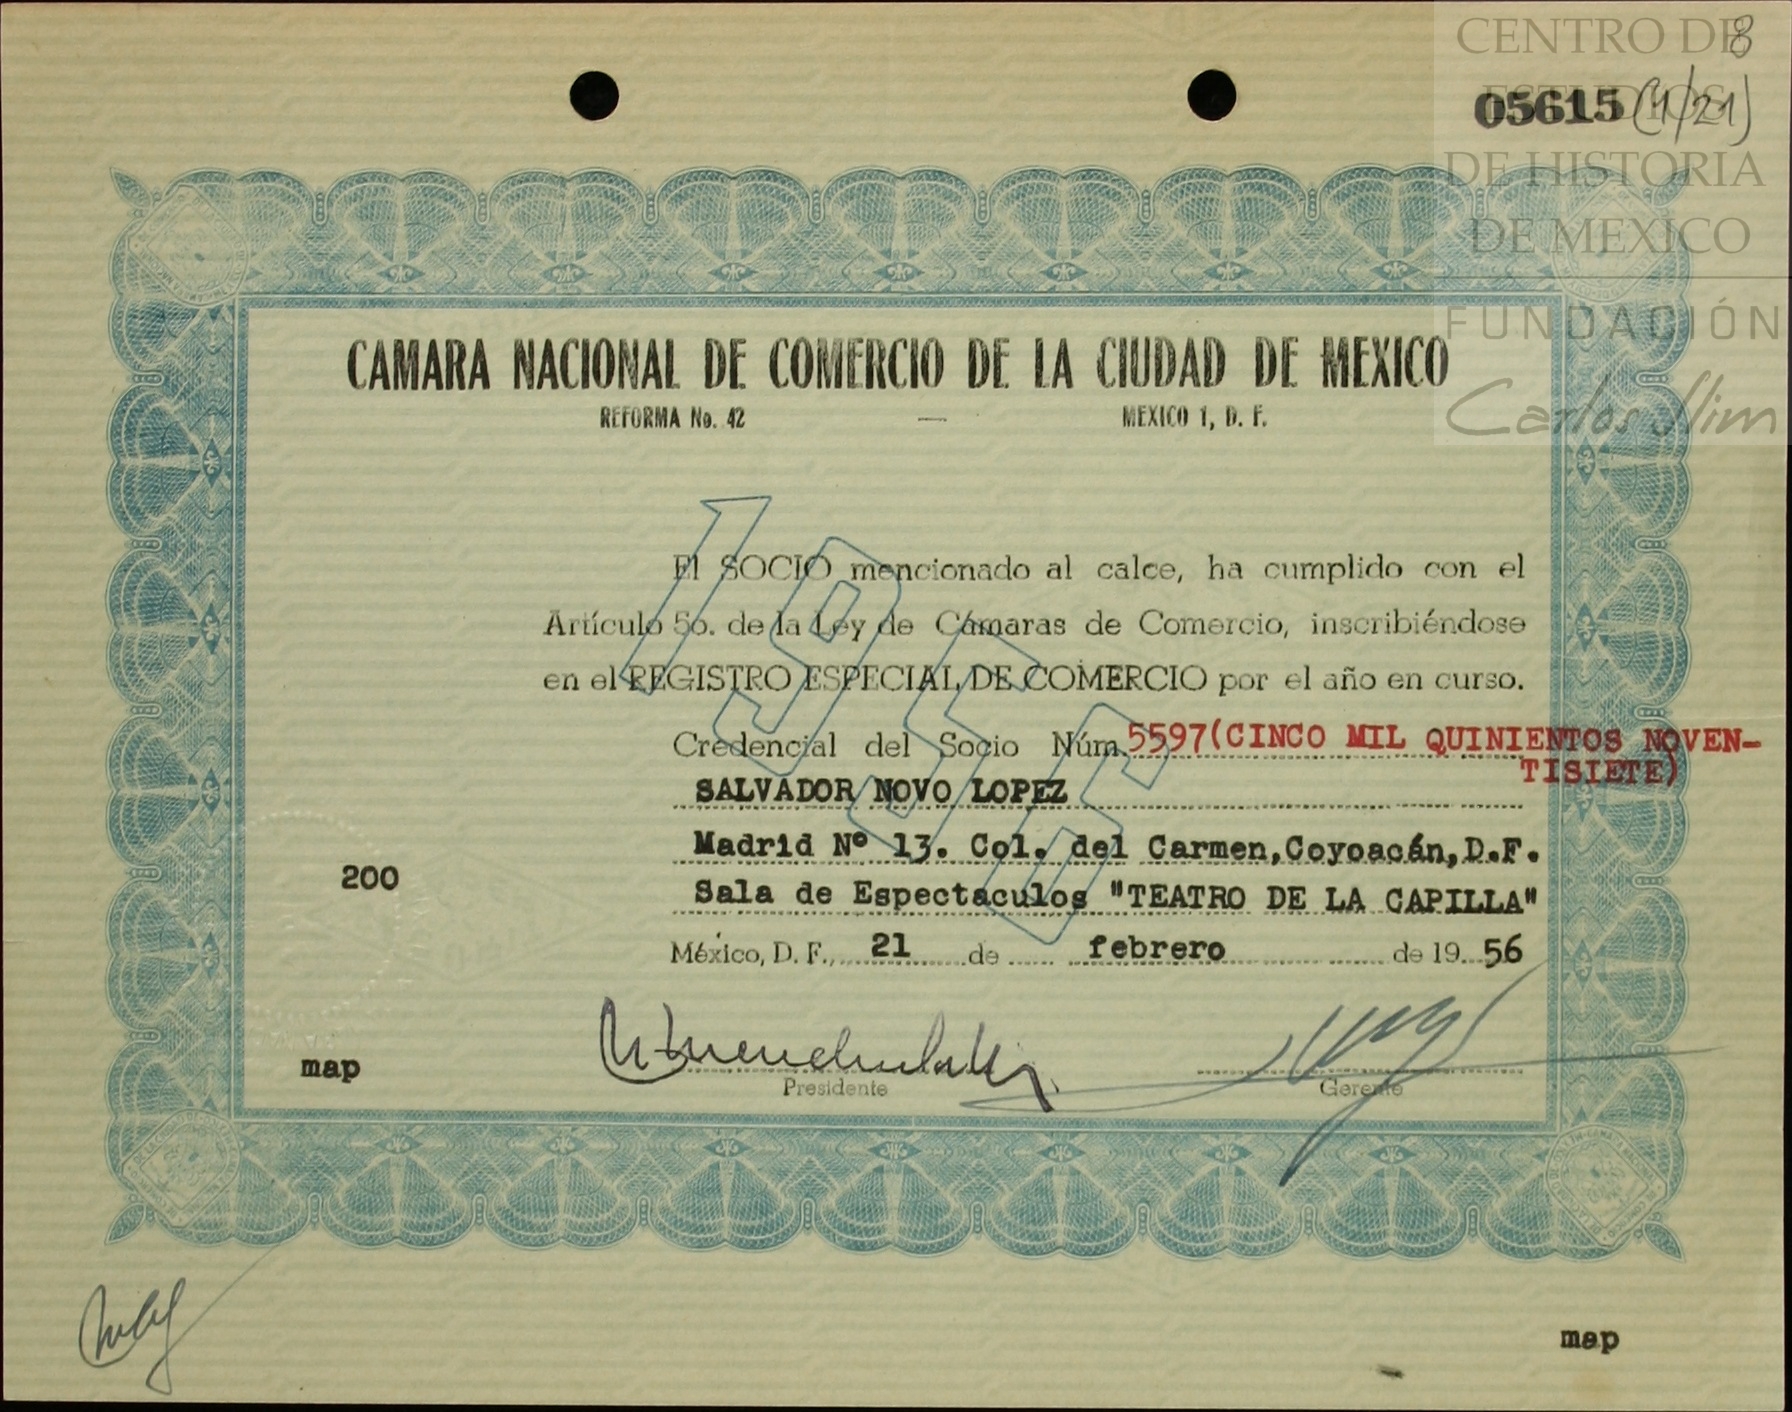 8
05615 (1/21)
CENTRO DE
ESTUDIOS
DE HISTORIA
DE MEXICO
FUNDACIÓN
Carlos Slim
CAMARA NACIONAL DE COMERCIO DE LA CIUDAD DE MEXICO
REFORMA No. 42 — MEXICO 1, D. F.
1956
El SOCIO mencionado al calce, ha cumplido con el
Artículo 5o. de la Ley de Cámaras de Comercio, inscribiéndose
en el REGISTRO ESPECIAL DE COMERCIO por el año en curso.
Credencial del Socio Núm. 5597(CINCO MIL QUINIENTOS NOVEN-
TISIETE)
SALVADOR NOVO LOPEZ
Madrid Nº 13. Col. del Carmen, Coyoacán, D.F.
200
Sala de Espectaculos "TEATRO DE LA CAPILLA"
México, D. F., 21 de febrero de 19 56
map
Presidente Gerente
map